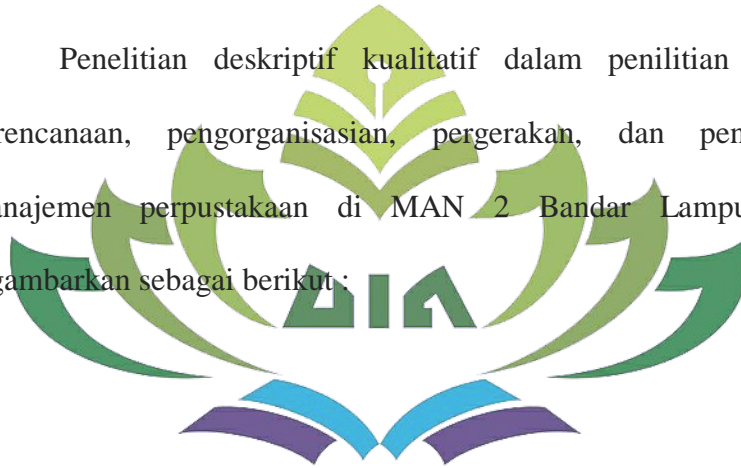 Penelitian deskriptif kualitatif dalam penilitian
rencanaan, pengorganisasian, pergerakan, dan pen
najemen perpustakaan di MAN 2 Bandar Lampu
gambarkan sebagai berikut :